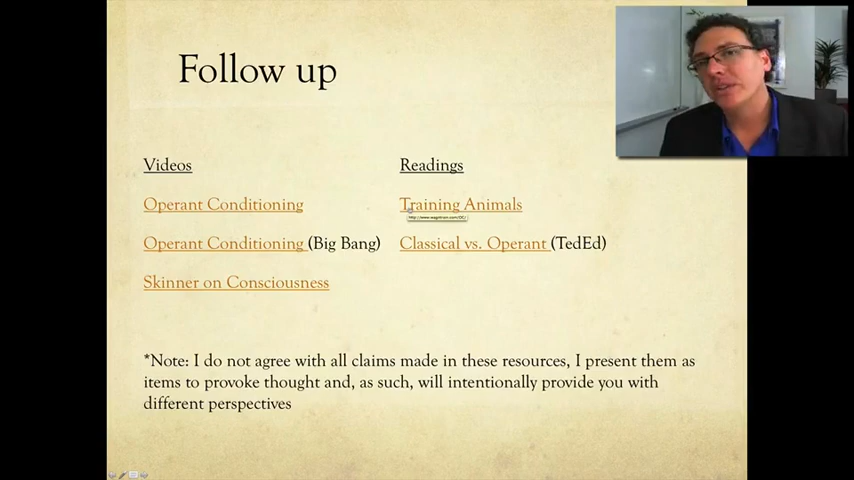 Follow up
Videos
Operant Conditioning
Operant Conditioning (Big Bang)
Skinner on Consciousness
Readings
Training Animals
Classical vs. Operant (TedEd)
*Note: I do not agree with all claims made in these resources, I present them as
items to provoke thought and, as such, will intentionally provide you with
different perspectives